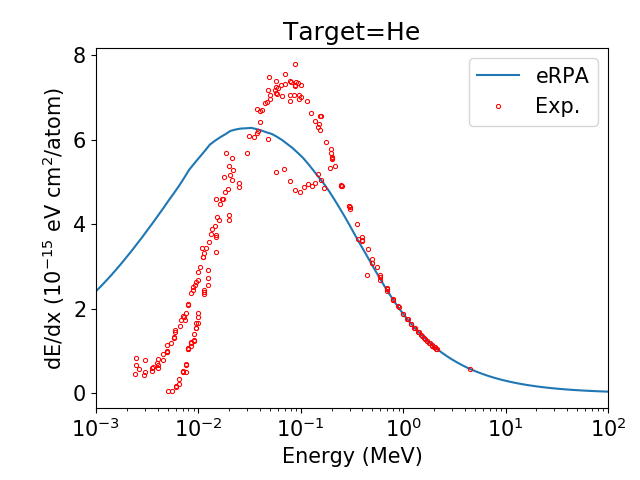 Target=He
eRPA
Exp.
dE/dx (10⁻¹⁵ eV cm²/atom)
8
6
4
2
0
10⁻³ 10⁻² 10⁻¹ 10⁰ 10¹ 10²
Energy (MeV)